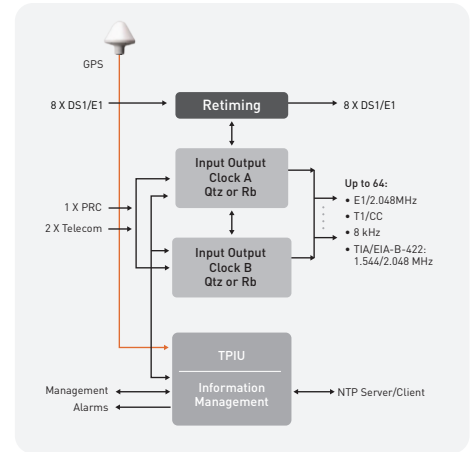 GPS
8 X DS1/E1
Retiming
8 X DS1/E1
Input Output
Clock A
Qtz or Rb
1 X PRC
2 X Telecom
Input Output
Clock B
Qtz or Rb
Up to 64:
• E1/2.048MHz
• T1/CC
• 8 kHz
• TIA/EIA-B-422:
1.544/2.048 MHz
TPIU
Information
Management
Management
Alarms
NTP Server/Client